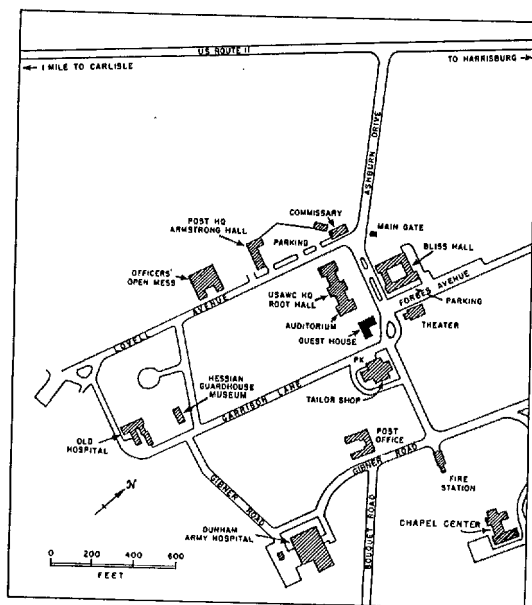 U.S. ROUTE 11
← 1 MILE TO CARLISLE
TO HARRISBURG →
ASHBURN DRIVE
POST HQ
ARMSTRONG HALL
COMMISSARY
PARKING
MAIN GATE
BLISS HALL
OFFICERS'
OPEN MESS
LOVELL AVENUE
USAWC HQ
ROOT HALL
AUDITORIUM
GUEST HOUSE
FORBES AVENUE
PARKING
THEATER
HESSIAN
GUARDHOUSE
MUSEUM
GARRISON LANE
PX
TAILOR SHOP
OLD
HOSPITAL
POST
OFFICE
GIBNER ROAD
GIBNER ROAD
FIRE
STATION
N
DUNHAM
ARMY HOSPITAL
BOUQUET ROAD
CHAPEL CENTER
0 200 400 600
FEET